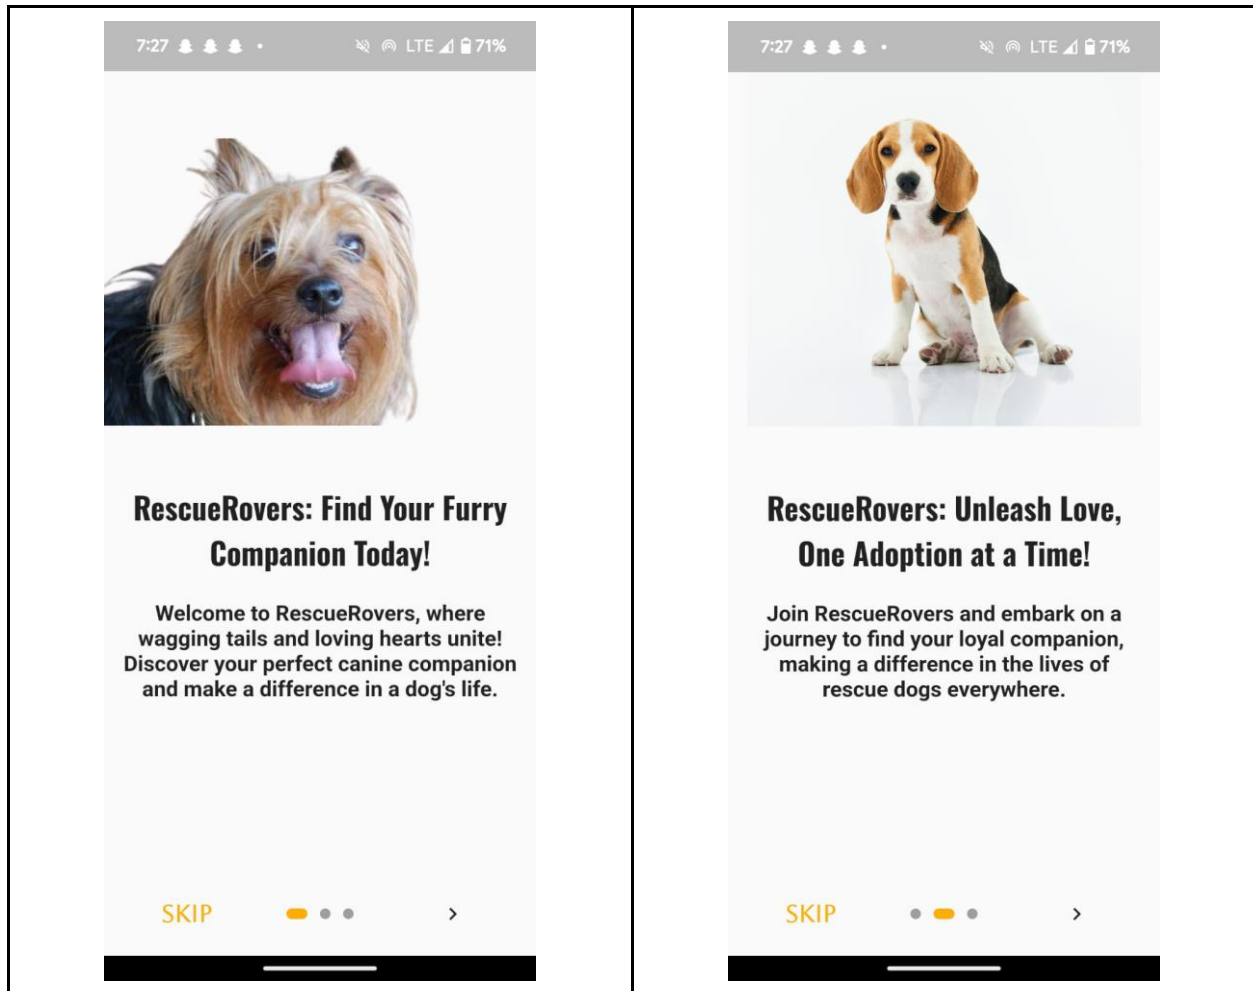 7:27
LTE 71%
RescueRovers: Find Your Furry
Companion Today!
Welcome to RescueRovers, where
wagging tails and loving hearts unite!
Discover your perfect canine companion
and make a difference in a dog's life.
SKIP
7:27
LTE 71%
RescueRovers: Unleash Love,
One Adoption at a Time!
Join RescueRovers and embark on a
journey to find your loyal companion,
making a difference in the lives of
rescue dogs everywhere.
SKIP